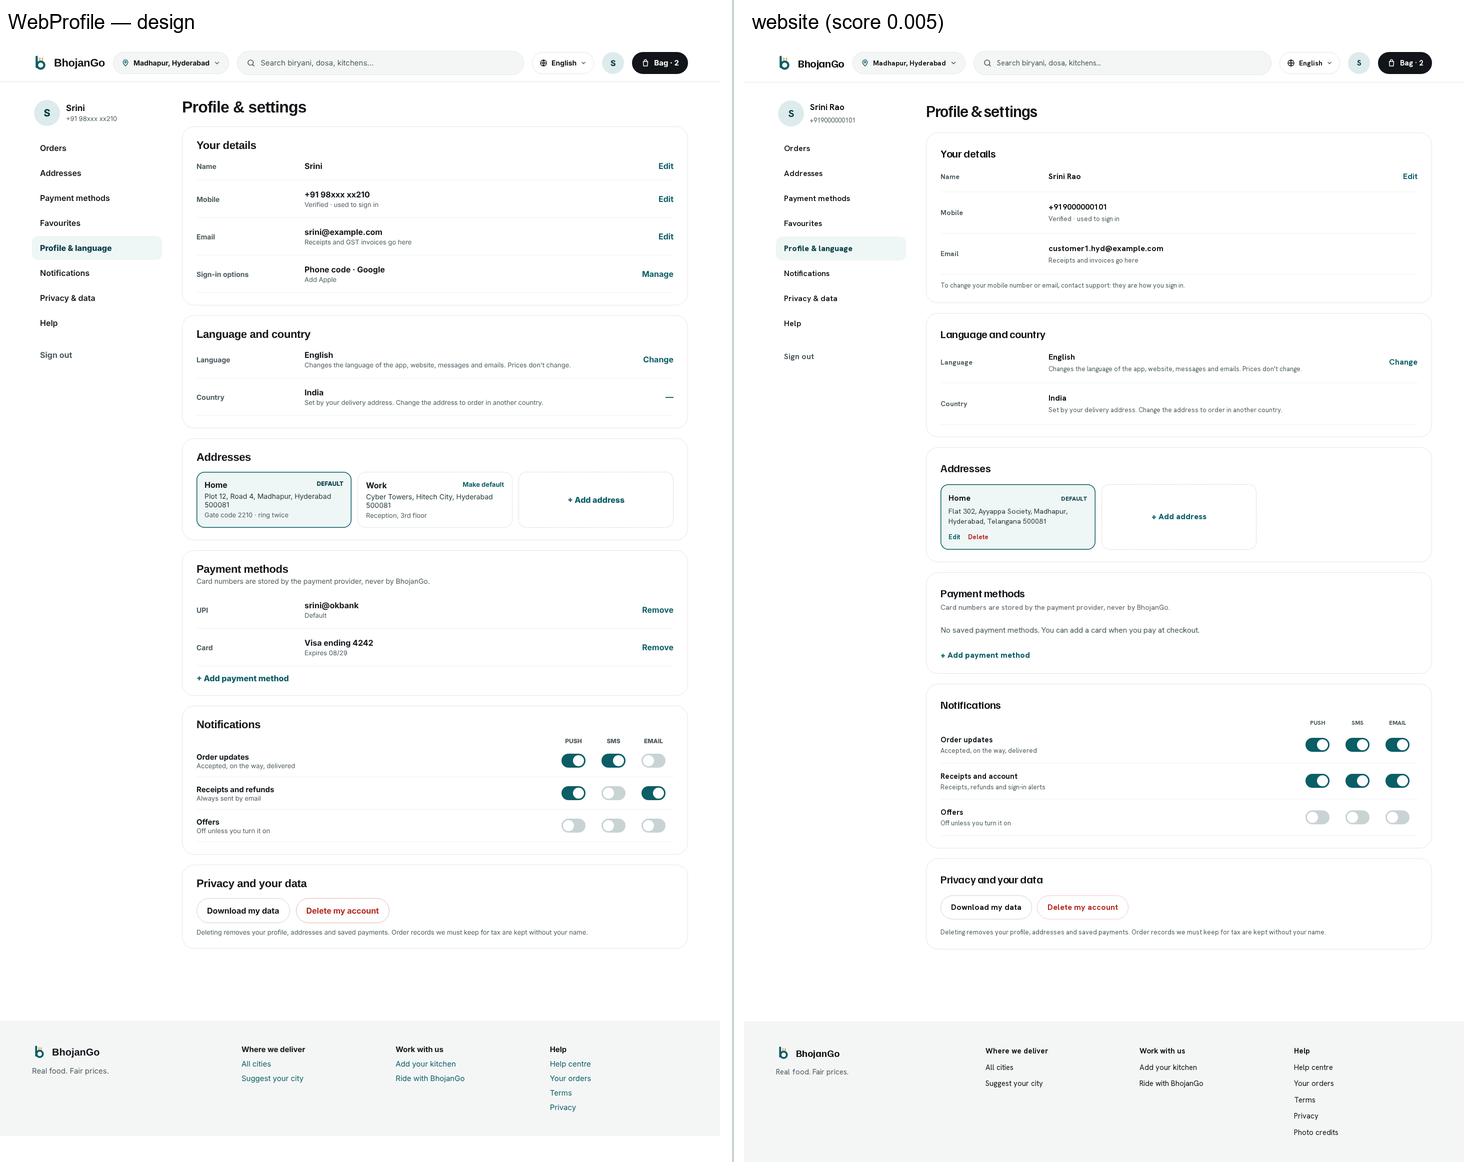 WebProfile — design
BhojanGo
Madhapur, Hyderabad
Search biryani, dosa, kitchens...
English
S
Bag · 2
S
Srini
+91 98xxx xx210
Orders
Addresses
Payment methods
Favourites
Profile & language
Notifications
Privacy & data
Help
Sign out
Profile & settings
Your details
Name Srini Edit
Mobile +91 98xxx xx210 Edit
Verified · used to sign in
Email srini@example.com Edit
Receipts and GST invoices go here
Sign-in options Phone code · Google Manage
Add Apple
Language and country
Language English Change
Changes the language of the app, website, messages and emails. Prices don't change.
Country India —
Set by your delivery address. Change the address to order in another country.
Addresses
Home DEFAULT
Plot 12, Road 4, Madhapur, Hyderabad
500081
Gate code 2210 · ring twice
Work Make default
Cyber Towers, Hitech City, Hyderabad
500081
Reception, 3rd floor
+ Add address
Payment methods
Card numbers are stored by the payment provider, never by BhojanGo.
UPI srini@okbank Remove
Default
Card Visa ending 4242 Remove
Expires 08/29
+ Add payment method
Notifications
PUSH SMS EMAIL
Order updates
Accepted, on the way, delivered
Receipts and refunds
Always sent by email
Offers
Off unless you turn it on
Privacy and your data
Download my data Delete my account
Deleting removes your profile, addresses and saved payments. Order records we must keep for tax are kept without your name.
BhojanGo
Real food. Fair prices.
Where we deliver
All cities
Suggest your city
Work with us
Add your kitchen
Ride with BhojanGo
Help
Help centre
Your orders
Terms
Privacy
website (score 0.005)
BhojanGo
Madhapur, Hyderabad
Search biryani, dosa, kitchens...
English
S
Bag · 2
S
Srini Rao
+919000000101
Orders
Addresses
Payment methods
Favourites
Profile & language
Notifications
Privacy & data
Help
Sign out
Profile & settings
Your details
Name Srini Rao Edit
Mobile +919000000101
Verified · used to sign in
Email customer1.hyd@example.com
Receipts and invoices go here
To change your mobile number or email, contact support: they are how you sign in.
Language and country
Language English Change
Changes the language of the app, website, messages and emails. Prices don't change.
Country India
Set by your delivery address. Change the address to order in another country.
Addresses
Home DEFAULT
Flat 302, Ayyappa Society, Madhapur,
Hyderabad, Telangana 500081
Edit Delete
+ Add address
Payment methods
Card numbers are stored by the payment provider, never by BhojanGo.
No saved payment methods. You can add a card when you pay at checkout.
+ Add payment method
Notifications
PUSH SMS EMAIL
Order updates
Accepted, on the way, delivered
Receipts and account
Receipts, refunds and sign-in alerts
Offers
Off unless you turn it on
Privacy and your data
Download my data Delete my account
Deleting removes your profile, addresses and saved payments. Order records we must keep for tax are kept without your name.
BhojanGo
Real food. Fair prices.
Where we deliver
All cities
Suggest your city
Work with us
Add your kitchen
Ride with BhojanGo
Help
Help centre
Your orders
Terms
Privacy
Photo credits